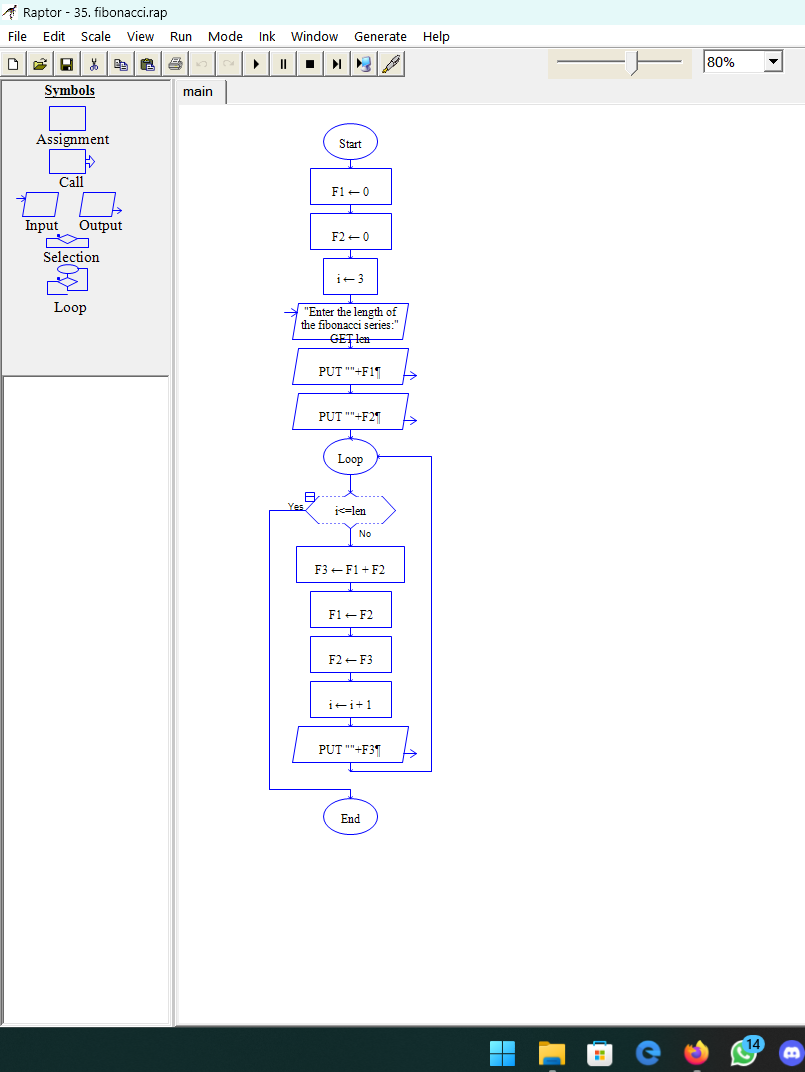 Raptor - 35. fibonacci.rap
File Edit Scale View Run Mode Ink Window Generate Help
80%
Symbols
Assignment
Call
Input Output
Selection
Loop
main
Start
F1 ← 0
F2 ← 0
i ← 3
"Enter the length of
the fibonacci series:"
GET len
PUT ""+F1¶
PUT ""+F2¶
Loop
Yes
i<=len
No
F3 ← F1 + F2
F1 ← F2
F2 ← F3
i ← i + 1
PUT ""+F3¶
End
14